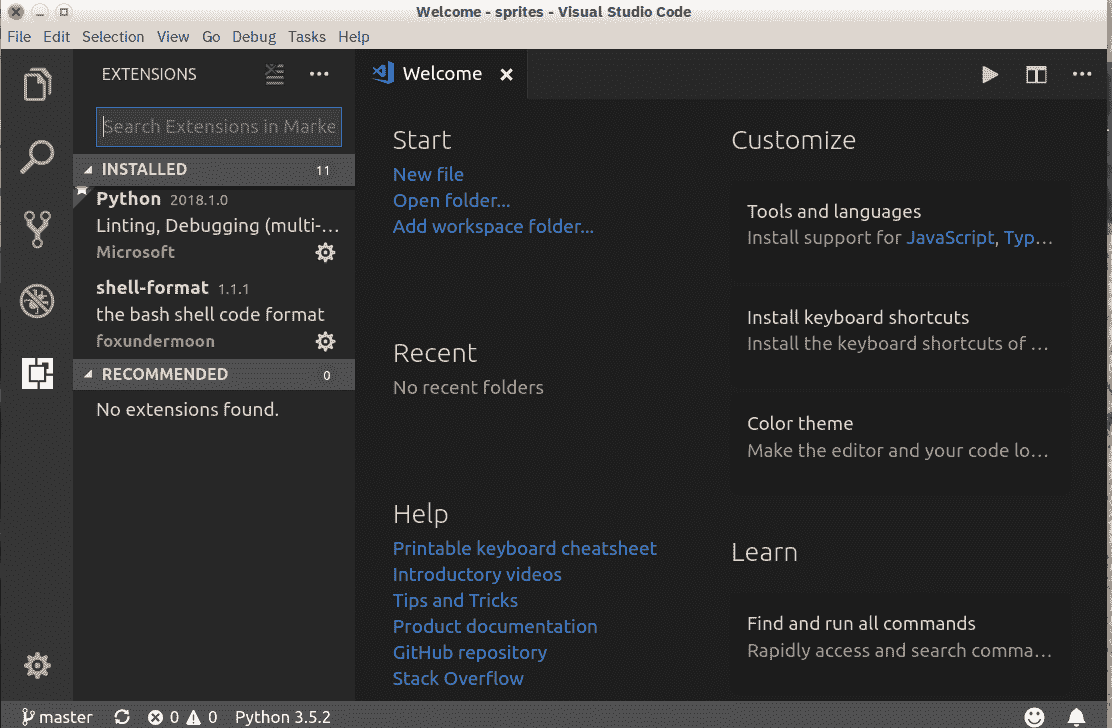 Welcome - sprites - Visual Studio Code
File Edit Selection View Go Debug Tasks Help
EXTENSIONS
Search Extensions in Marke
INSTALLED 11
Python 2018.1.0
Linting, Debugging (multi-...
Microsoft
shell-format 1.1.1
the bash shell code format
foxundermoon
RECOMMENDED 0
No extensions found.
Welcome
Start
New file
Open folder...
Add workspace folder...
Recent
No recent folders
Help
Printable keyboard cheatsheet
Introductory videos
Tips and Tricks
Product documentation
GitHub repository
Stack Overflow
Customize
Tools and languages
Install support for JavaScript, Typ...
Install keyboard shortcuts
Install the keyboard shortcuts of ...
Color theme
Make the editor and your code lo...
Learn
Find and run all commands
Rapidly access and search comma...
master 0 0 Python 3.5.2